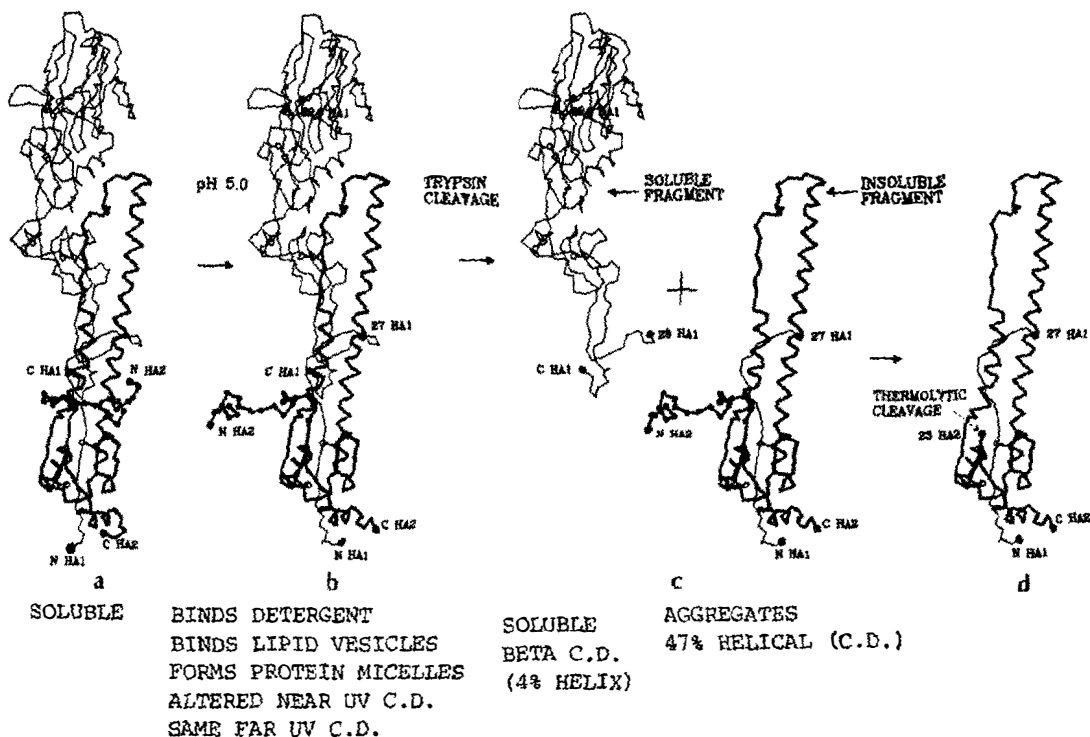 pH 5.0
TRYPSIN
CLEAVAGE
SOLUBLE
FRAGMENT
INSOLUBLE
FRAGMENT
27 HA1
C HA1
N HA2
C HA2
N HA1
a
27 HA1
C HA1
N HA2
C HA2
N HA1
b
28 HA1
C HA1
27 HA1
N HA2
C HA2
N HA1
c
27 HA1
THERMOLYTIC
CLEAVAGE
23 HA2
C HA2
N HA1
d
SOLUBLE
BINDS DETERGENT
BINDS LIPID VESICLES
FORMS PROTEIN MICELLES
ALTERED NEAR UV C.D.
SAME FAR UV C.D.
SOLUBLE
BETA C.D.
(4% HELIX)
AGGREGATES
47% HELICAL (C.D.)